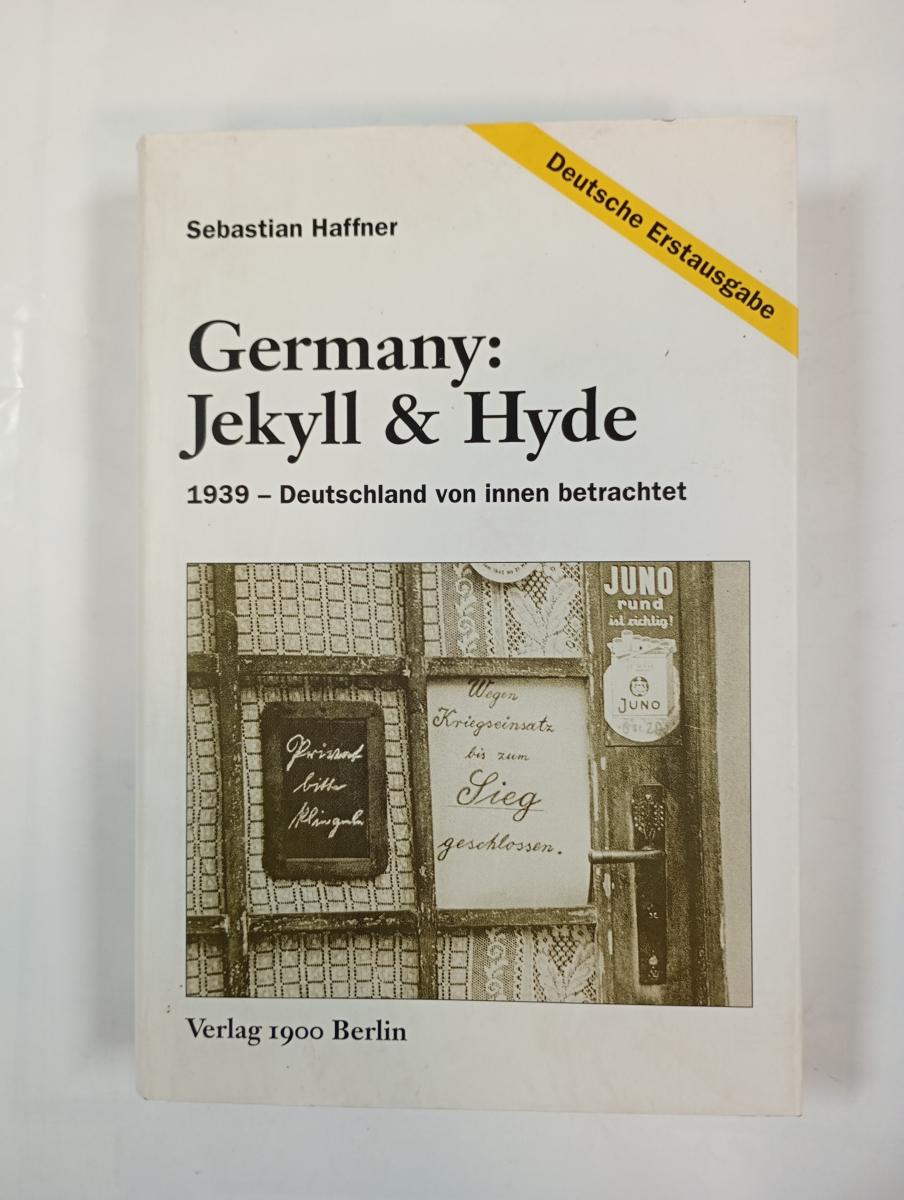 Deutsche Erstausgabe
Sebastian Haffner
Germany:
Jekyll & Hyde
1939 – Deutschland von innen betrachtet
JUNO
rund
ist richtig!
JUNO
Privat
bitte
klingeln
Wegen
Kriegseinsatz
bis zum
Sieg
geschlossen.
Verlag 1900 Berlin